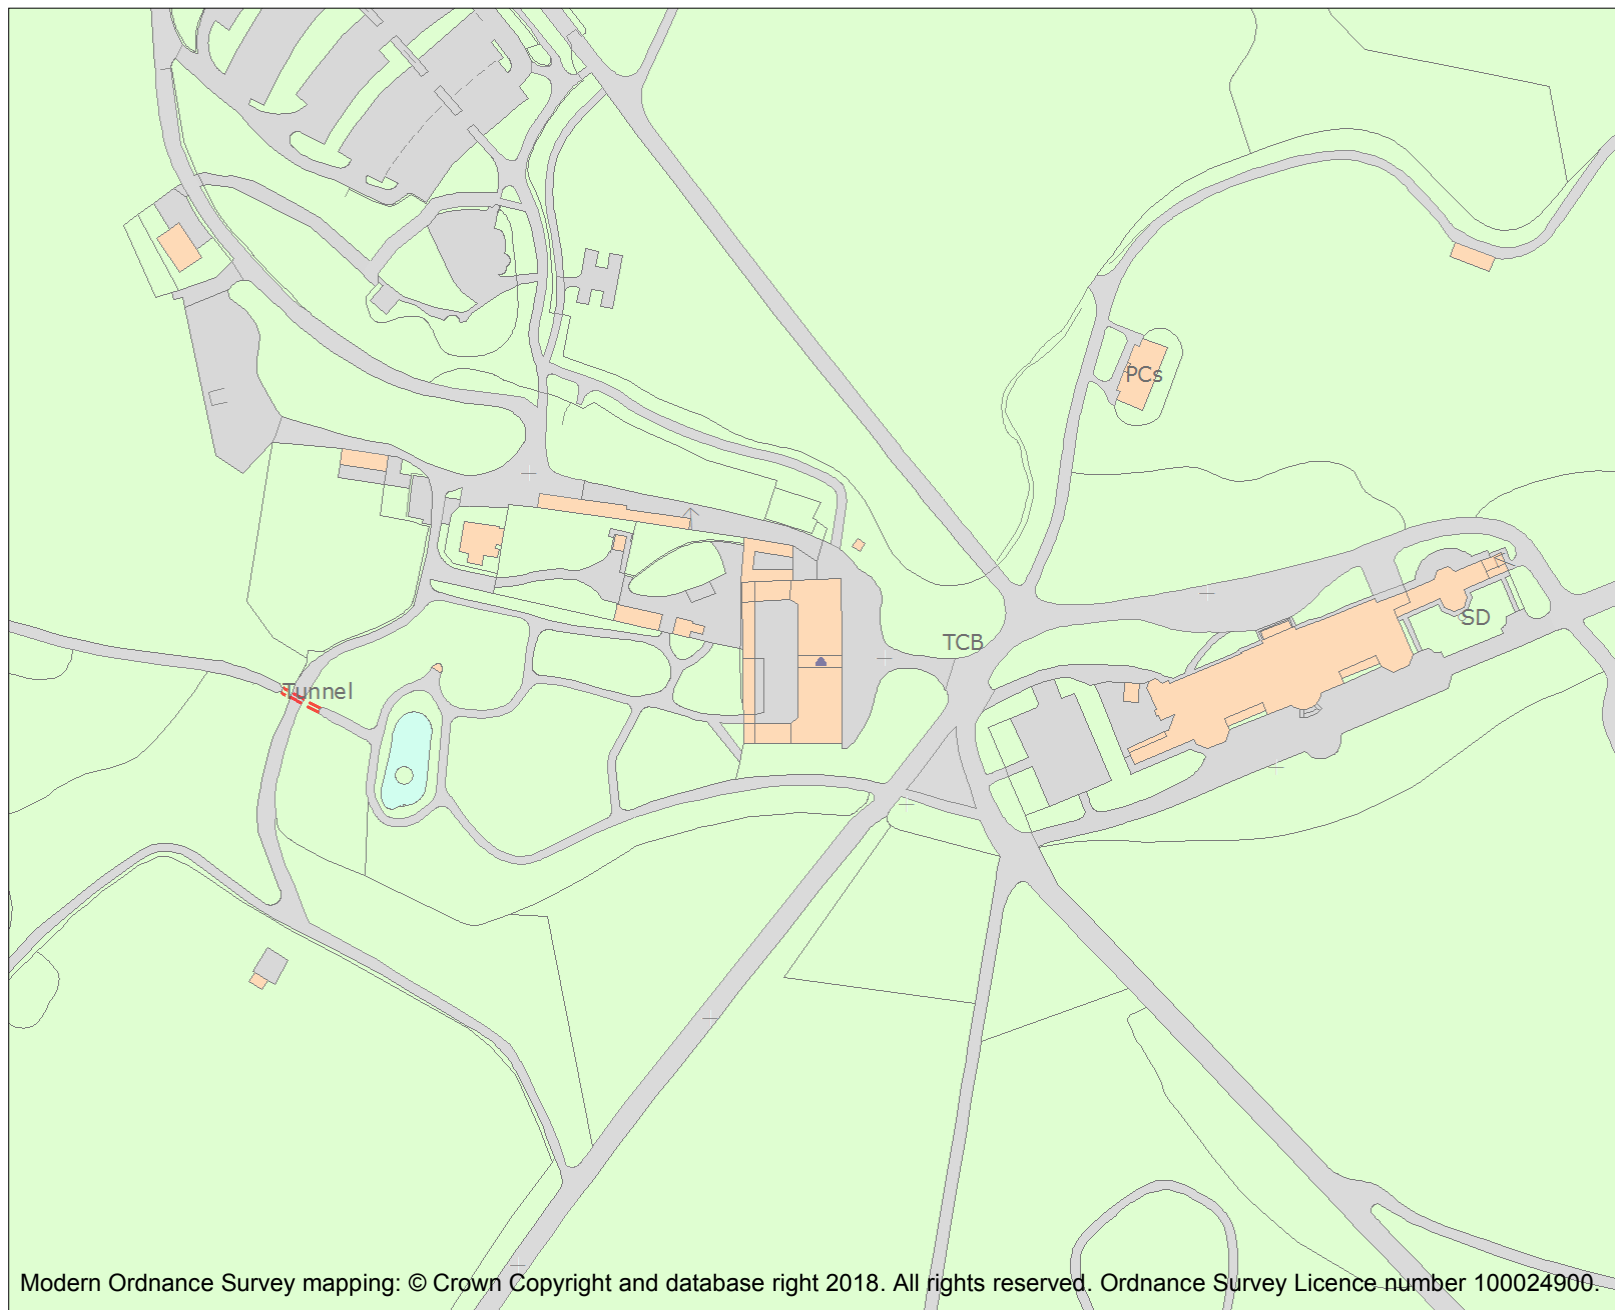 PCs
SD
TCB
Tunnel
Modern Ordnance Survey mapping: © Crown Copyright and database right 2018. All rights reserved. Ordnance Survey Licence number 100024900.